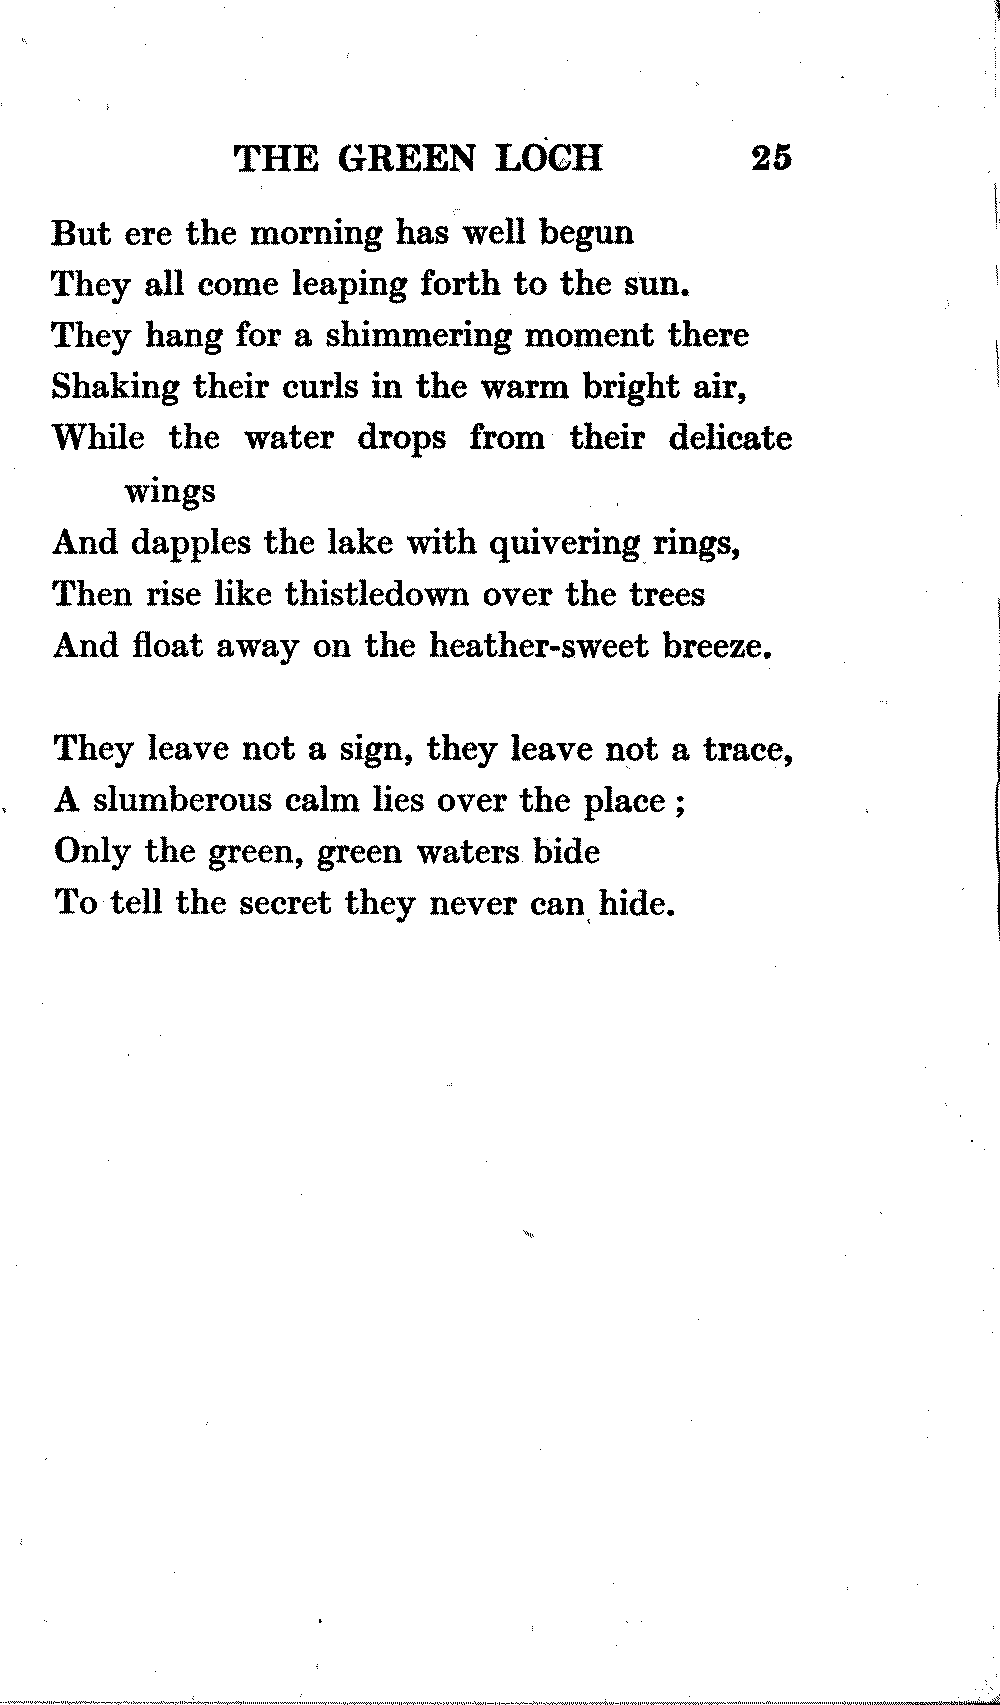 THE GREEN LOCH 25
But ere the morning has well begun
They all come leaping forth to the sun.
They hang for a shimmering moment there
Shaking their curls in the warm bright air,
While the water drops from their delicate
wings
And dapples the lake with quivering rings,
Then rise like thistledown over the trees
And float away on the heather-sweet breeze.
They leave not a sign, they leave not a trace,
A slumberous calm lies over the place ;
Only the green, green waters bide
To tell the secret they never can hide.